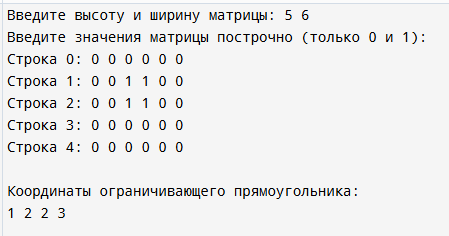 Введите высоту и ширину матрицы: 5 6
Введите значения матрицы построчно (только 0 и 1):
Строка 0: 0 0 0 0 0 0
Строка 1: 0 0 1 1 0 0
Строка 2: 0 0 1 1 0 0
Строка 3: 0 0 0 0 0 0
Строка 4: 0 0 0 0 0 0
Координаты ограничивающего прямоугольника:
1 2 2 3